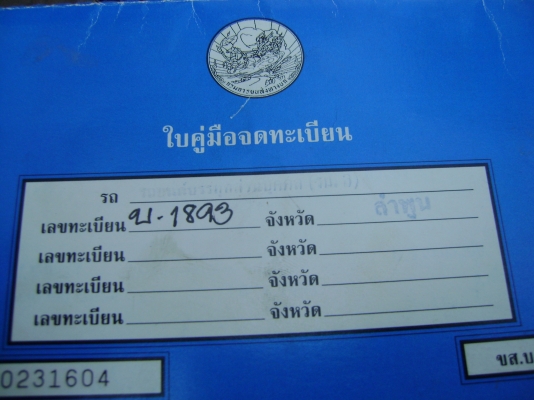 ใบคู่มือจดทะเบียน
รถ
เลขทะเบียน บ-1893 จังหวัด ลำพูน
เลขทะเบียน จังหวัด
เลขทะเบียน จังหวัด
เลขทะเบียน จังหวัด
0231604
ขส.บ